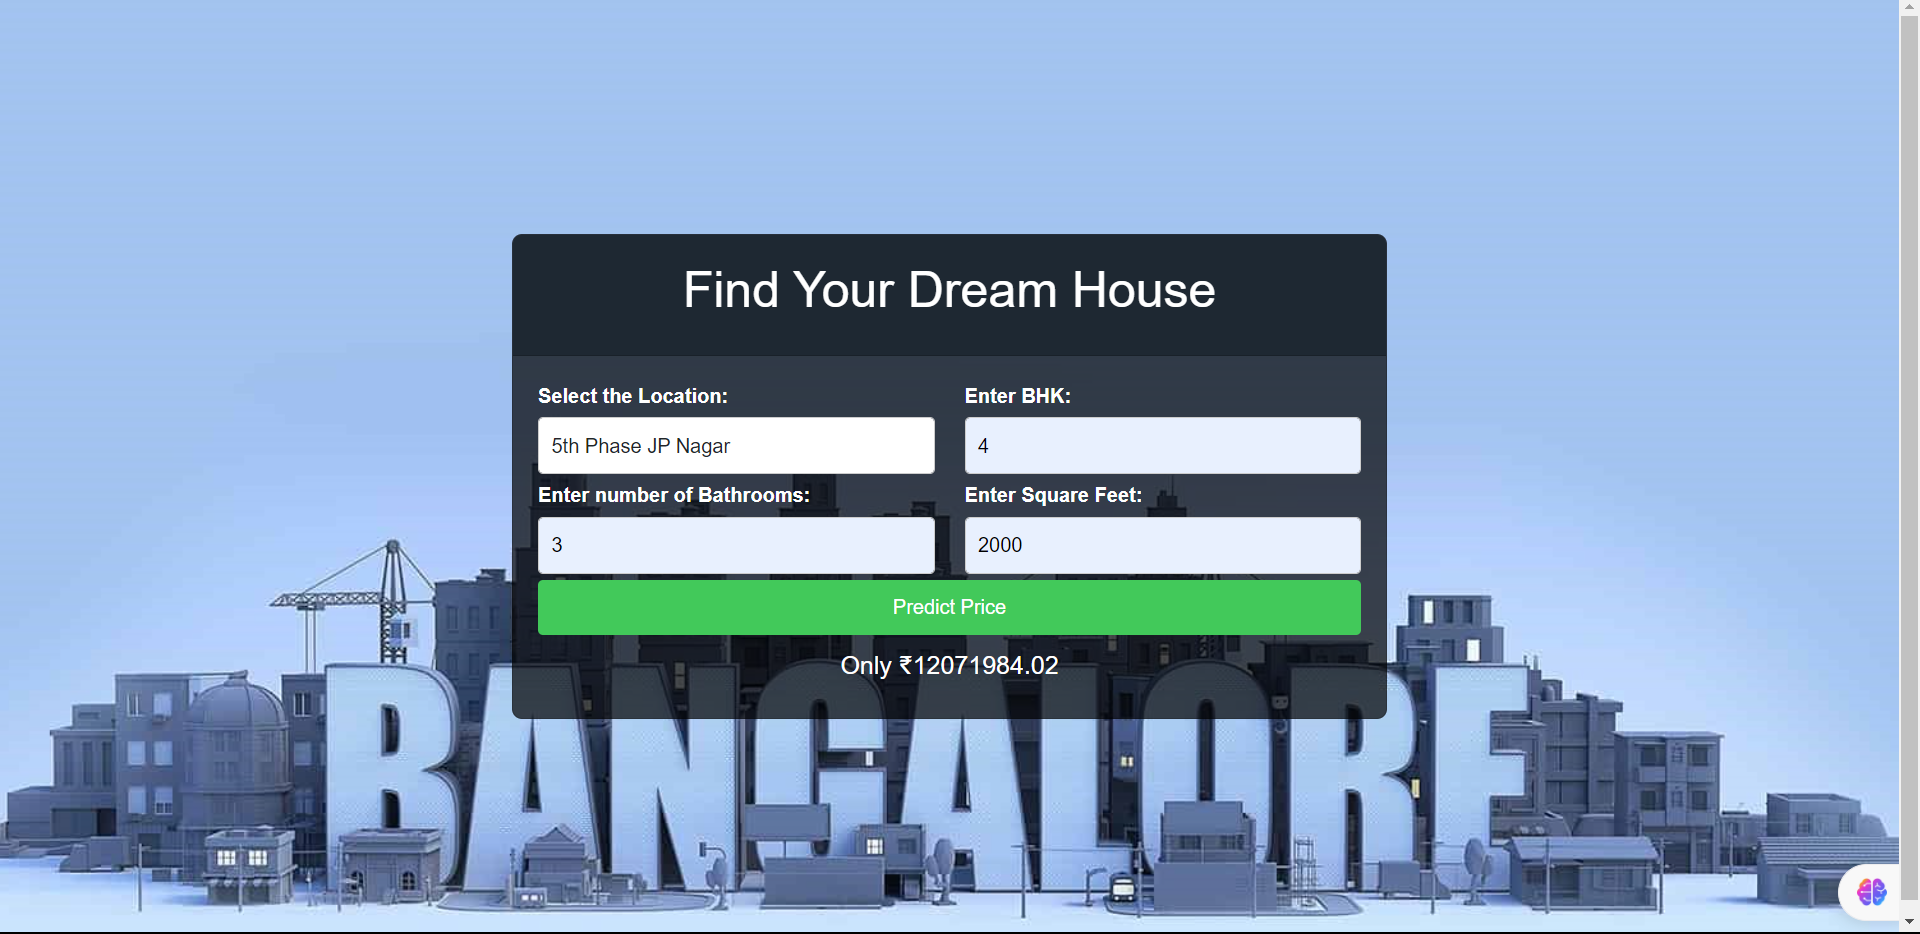 Find Your Dream House
Select the Location:
Enter BHK:
5th Phase JP Nagar
4
Enter number of Bathrooms:
Enter Square Feet:
3
2000
Predict Price
Only ₹12071984.02
BANGALORE